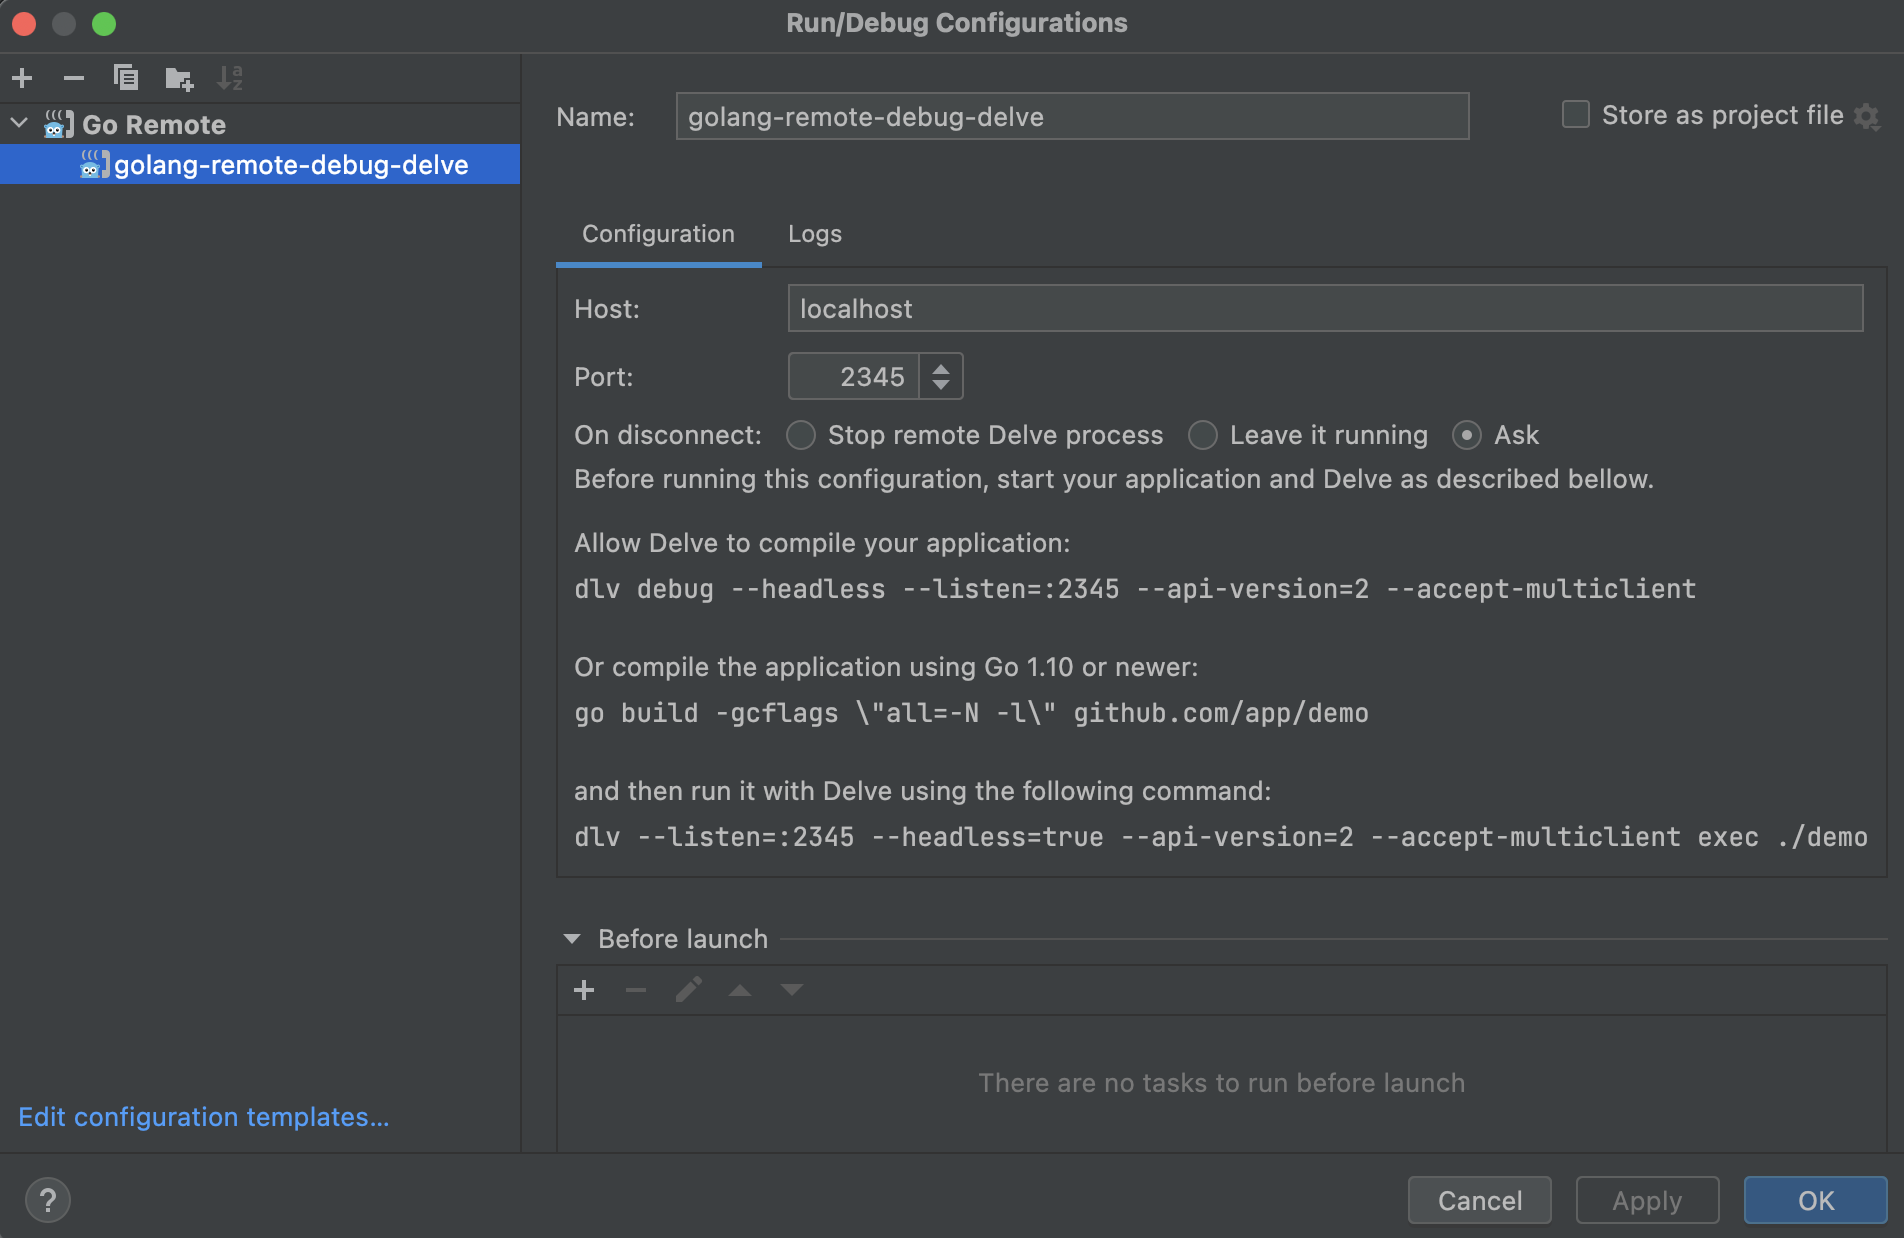 Run/Debug Configurations
Go Remote
golang-remote-debug-delve
Edit configuration templates...
Name: golang-remote-debug-delve
Store as project file
Configuration Logs
Host: localhost
Port: 2345
On disconnect: Stop remote Delve process Leave it running Ask
Before running this configuration, start your application and Delve as described bellow.
Allow Delve to compile your application:
dlv debug --headless --listen=:2345 --api-version=2 --accept-multiclient
Or compile the application using Go 1.10 or newer:
go build -gcflags \"all=-N -l\" github.com/app/demo
and then run it with Delve using the following command:
dlv --listen=:2345 --headless=true --api-version=2 --accept-multiclient exec ./demo
Before launch
There are no tasks to run before launch
?
Cancel Apply OK